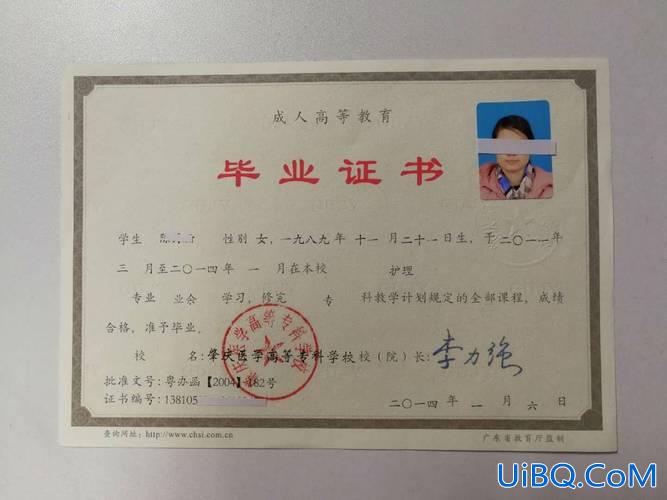 成人高等教育
毕业证书
学生 性别 女，一九八九年 十一 月二十一日生，于二〇一一年
三 月至二〇一四年 一 月在本校 护理
专业 业余 学习，修完 专 科教学计划规定的全部课程，成绩
合格，准予毕业。
校 名：肇庆医学高等专科学校 校（院）长：李力强
批准文号：粤办函【2004】182号
证书编号：138105
二〇一四 年 一 月 六 日
查询网址：http://www.chsi.com.cn 广东省教育厅监制
UiBQ.CoM